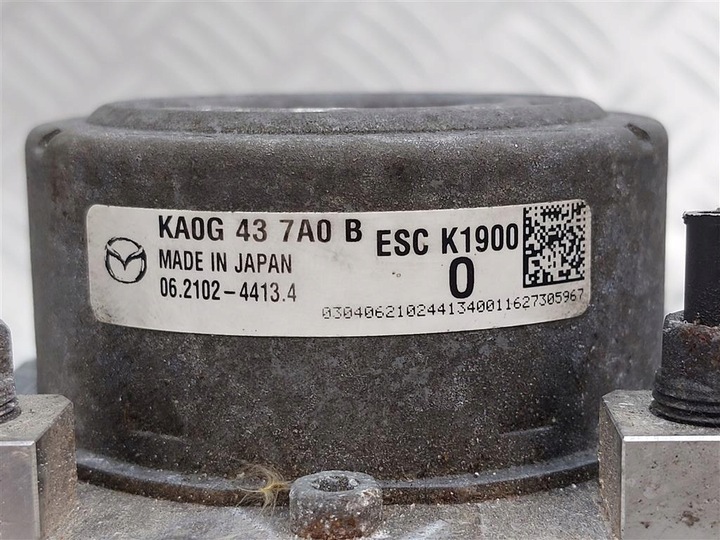 KA0G 43 7A0 B ESC K1900
MADE IN JAPAN 0
06.2102-4413.4
0304062102441340011627305967